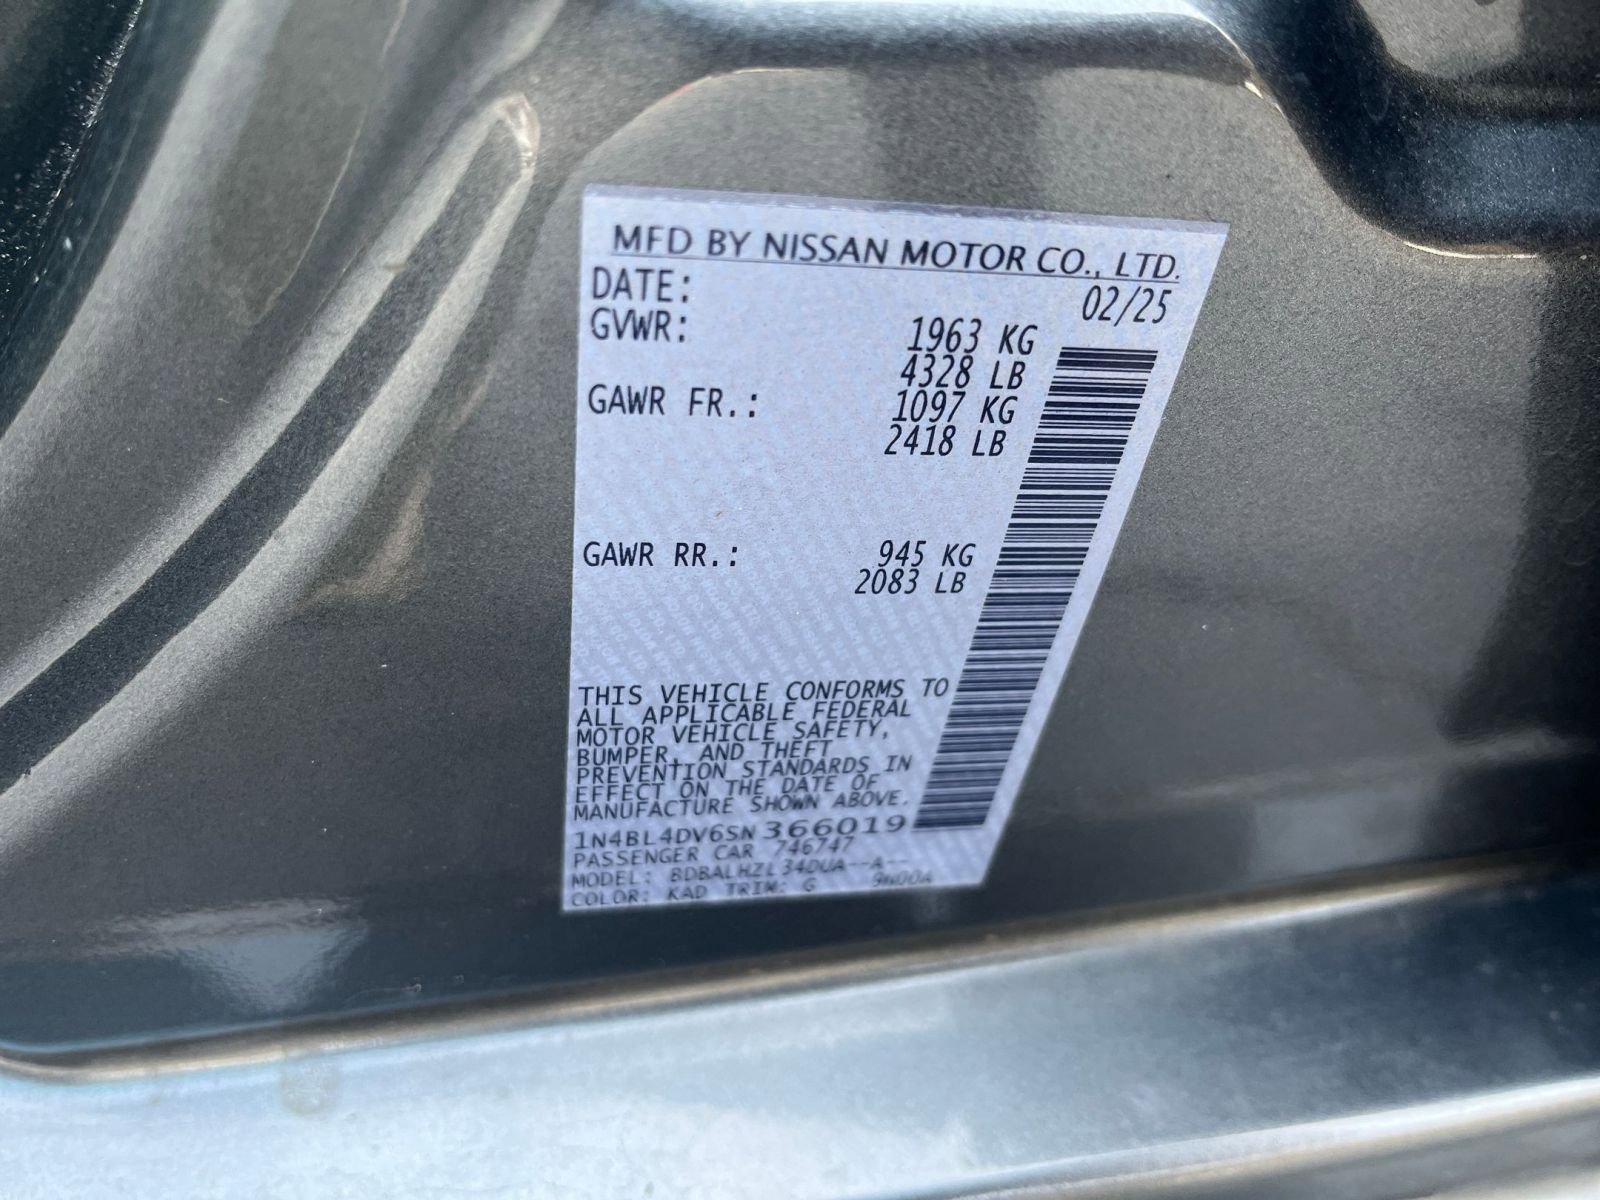 MFD BY NISSAN MOTOR CO., LTD.
DATE: 02/25
GVWR: 1963 KG
4328 LB
GAWR FR.: 1097 KG
2418 LB
GAWR RR.: 945 KG
2083 LB
THIS VEHICLE CONFORMS TO
ALL APPLICABLE FEDERAL
MOTOR VEHICLE SAFETY,
BUMPER, AND THEFT
PREVENTION STANDARDS IN
EFFECT ON THE DATE OF
MANUFACTURE SHOWN ABOVE.
1N4BL4DV6SN366019
PASSENGER CAR 746747
MODEL: BDBALHZL34DUA--A--
COLOR: KAD TRIM: G